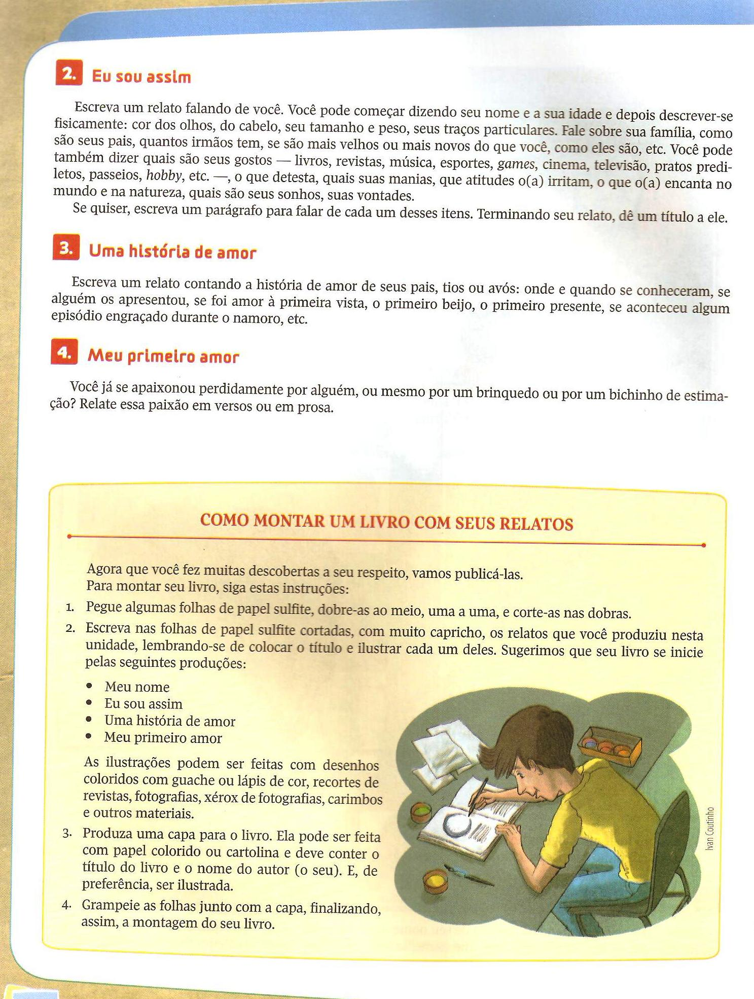 2. Eu sou assim
Escreva um relato falando de você. Você pode começar dizendo seu nome e a sua idade e depois descrever-se
fisicamente: cor dos olhos, do cabelo, seu tamanho e peso, seus traços particulares. Fale sobre sua família, como
são seus pais, quantos irmãos tem, se são mais velhos ou mais novos do que você, como eles são, etc. Você pode
também dizer quais são seus gostos — livros, revistas, música, esportes, games, cinema, televisão, pratos predi-
letos, passeios, hobby, etc. —, o que detesta, quais suas manias, que atitudes o(a) irritam, o que o(a) encanta no
mundo e na natureza, quais são seus sonhos, suas vontades.
Se quiser, escreva um parágrafo para falar de cada um desses itens. Terminando seu relato, dê um título a ele.
3. Uma história de amor
Escreva um relato contando a história de amor de seus pais, tios ou avós: onde e quando se conheceram, se
alguém os apresentou, se foi amor à primeira vista, o primeiro beijo, o primeiro presente, se aconteceu algum
episódio engraçado durante o namoro, etc.
4. Meu primeiro amor
Você já se apaixonou perdidamente por alguém, ou mesmo por um brinquedo ou por um bichinho de estima-
ção? Relate essa paixão em versos ou em prosa.
COMO MONTAR UM LIVRO COM SEUS RELATOS
Agora que você fez muitas descobertas a seu respeito, vamos publicá-las.
Para montar seu livro, siga estas instruções:
1. Pegue algumas folhas de papel sulfite, dobre-as ao meio, uma a uma, e corte-as nas dobras.
2. Escreva nas folhas de papel sulfite cortadas, com muito capricho, os relatos que você produziu nesta
unidade, lembrando-se de colocar o título e ilustrar cada um deles. Sugerimos que seu livro se inicie
pelas seguintes produções:
• Meu nome
• Eu sou assim
• Uma história de amor
• Meu primeiro amor
As ilustrações podem ser feitas com desenhos
coloridos com guache ou lápis de cor, recortes de
revistas, fotografias, xérox de fotografias, carimbos
e outros materiais.
3. Produza uma capa para o livro. Ela pode ser feita
com papel colorido ou cartolina e deve conter o
título do livro e o nome do autor (o seu). E, de
preferência, ser ilustrada.
4. Grampeie as folhas junto com a capa, finalizando,
assim, a montagem do seu livro.
Ivan Coutinho